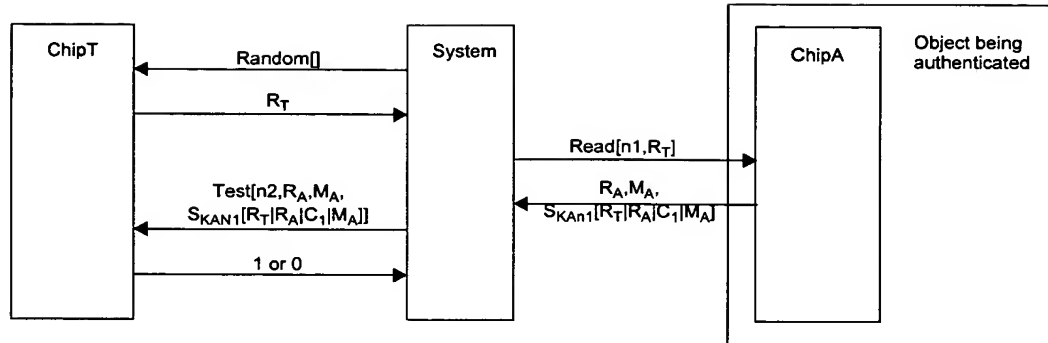 ChipT
System
ChipA
Object being
authenticated
Random[]
R_T
Read[n1,R_T]
Test[n2,R_A,M_A,
S_KAN1[R_T|R_A|C_1|M_A]]
R_A,M_A,
S_KAn1[R_T|R_A|C_1|M_A]
1 or 0